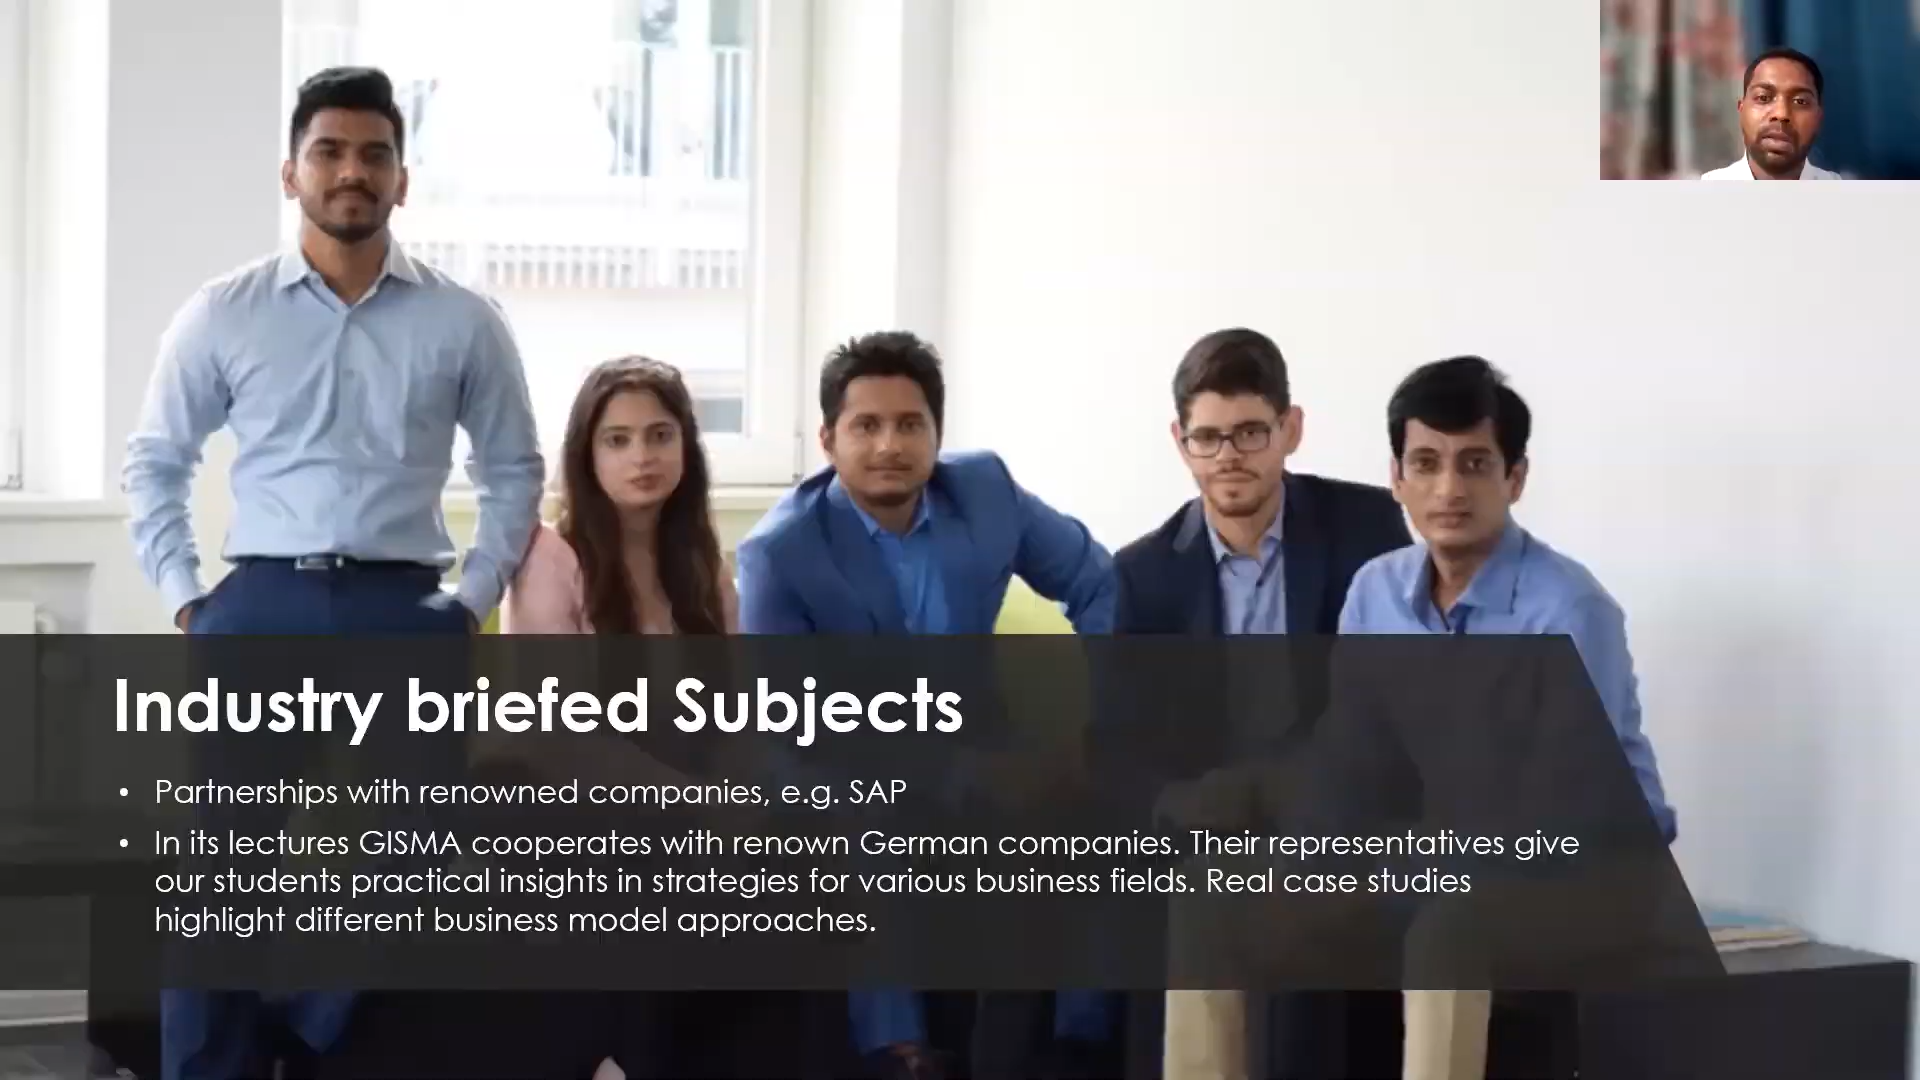 Industry briefed Subjects
• Partnerships with renowned companies, e.g. SAP
• In its lectures GISMA cooperates with renown German companies. Their representatives give
our students practical insights in strategies for various business fields. Real case studies
highlight different business model approaches.